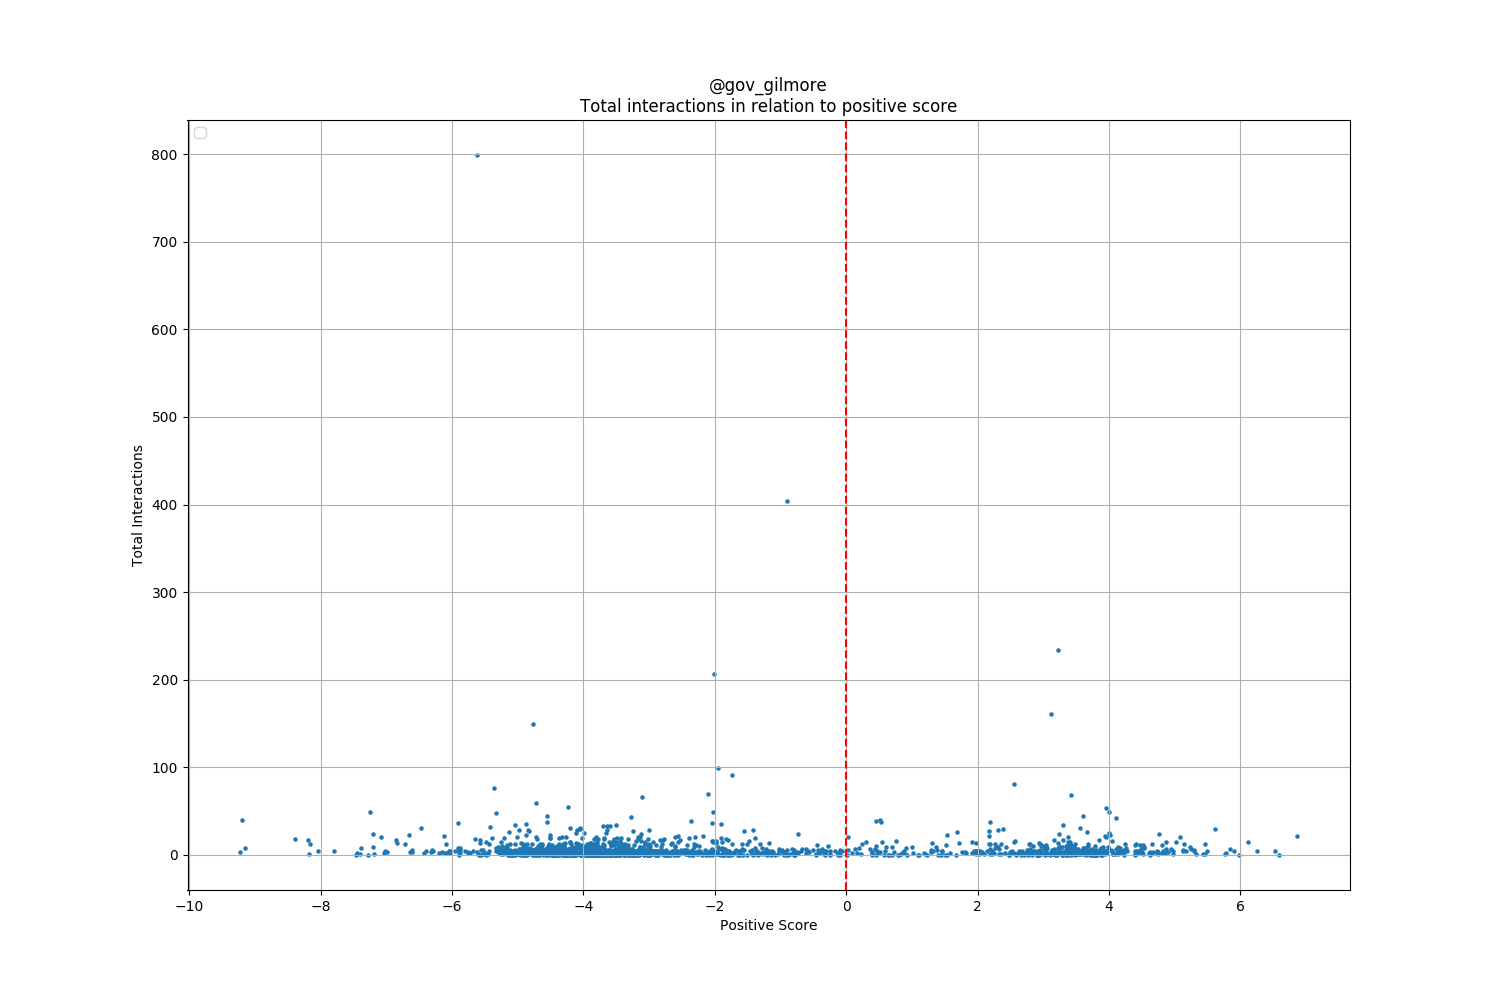 @gov_gilmore
Total interactions in relation to positive score
800
700
600
500
400
300
200
100
0
Total Interactions
−10 −8 −6 −4 −2 0 2 4 6
Positive Score